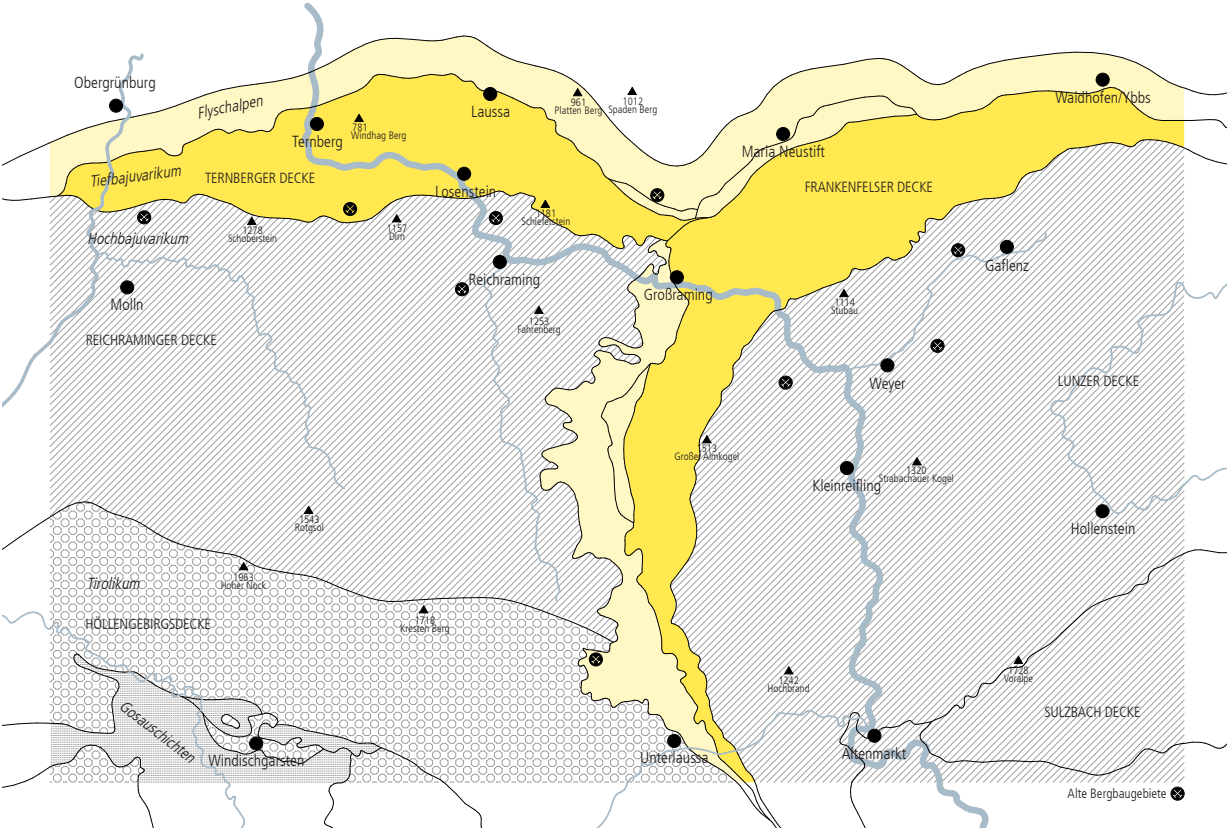 Obergrünburg
Flyschalpen
Laussa
961
Platten Berg
1012
Spaden Berg
Waidhofen/Ybbs
Ternberg
781
Windhag Berg
Maria Neustift
Tiefbajuvarikum
TERNBERGER DECKE
Losenstein
FRANKENFELSER DECKE
1181
Schieferstein
1278
Schoberstein
1157
Dirn
Hochbajuvarikum
Reichraming
Gaflenz
Molln
Großraming
1114
Stubau
1253
Fahrenberg
REICHRAMINGER DECKE
Weyer
LUNZER DECKE
1513
Großer Almkogel
1320
Strabachauer Kogel
Kleinreifling
1543
Rotgsol
Hollenstein
1963
Hoher Nock
Tirolikum
HÖLLENGEBIRGSDECKE
1718
Kresten Berg
1242
Hochbrand
1728
Voralpe
SULZBACH DECKE
Gosauschichten
Windischgarsten
Unterlaussa
Altenmarkt
Alte Bergbaugebiete